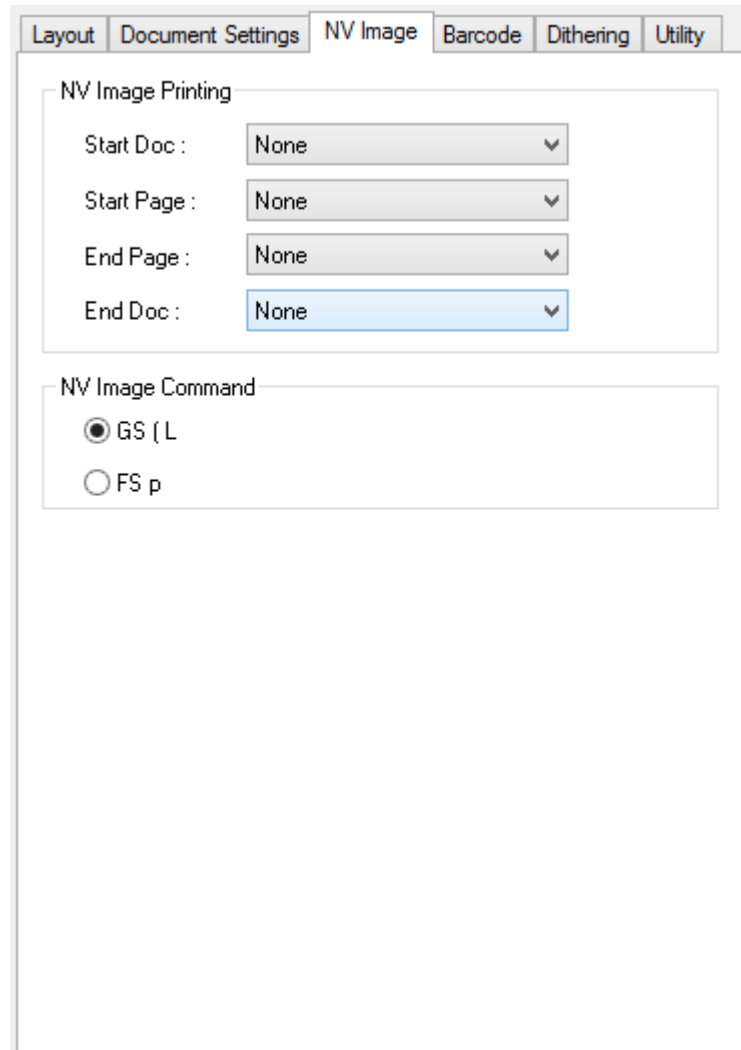 Layout Document Settings NV Image Barcode Dithering Utility
NV Image Printing
Start Doc : None
Start Page : None
End Page : None
End Doc : None
NV Image Command
GS ( L
FS p